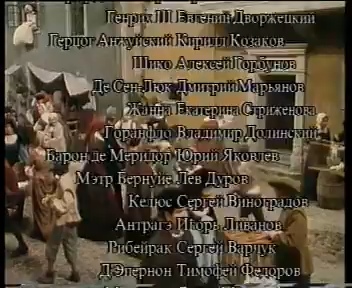 Генрих III Евгений Дворжецкий
Герцог Анжуйский Кирилл Козаков
Шико Алексей Горбунов
Де Сен-Люк Дмитрий Марьянов
Жанна Екатерина Стриженова
Горанфло Владимир Долинский
Барон де Меридор Юрий Яковлев
Мэтр Бернуйе Лев Дуров
Келюс Сергей Виноградов
Антрагэ Игорь Ливанов
Рибейрак Сергей Варчук
Д'Эпернон Тимофей Федоров